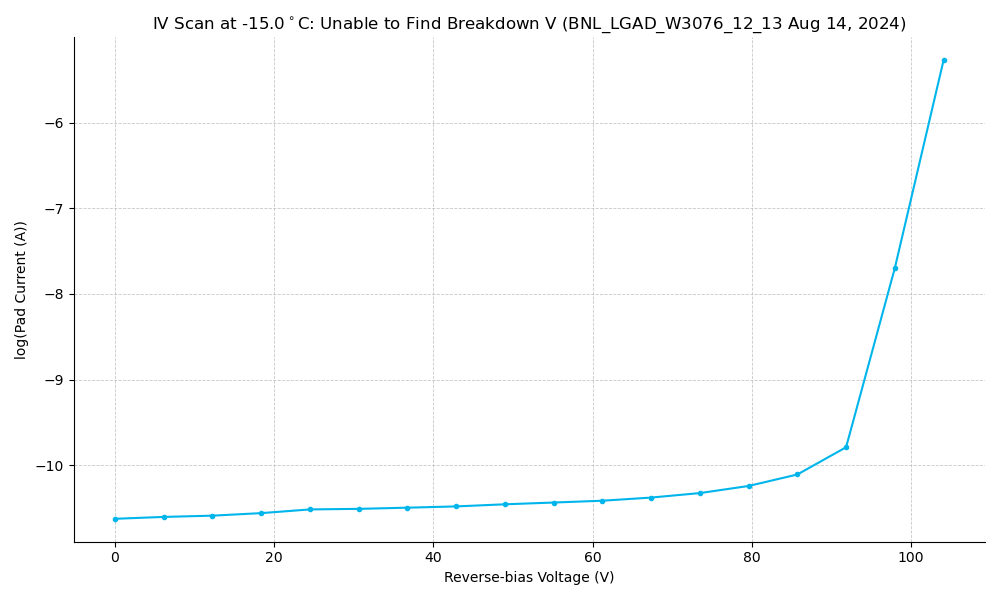 IV Scan at -15.0°C: Unable to Find Breakdown V (BNL_LGAD_W3076_12_13 Aug 14, 2024)
log(Pad Current (A))
−6
−7
−8
−9
−10
0 20 40 60 80 100
Reverse-bias Voltage (V)